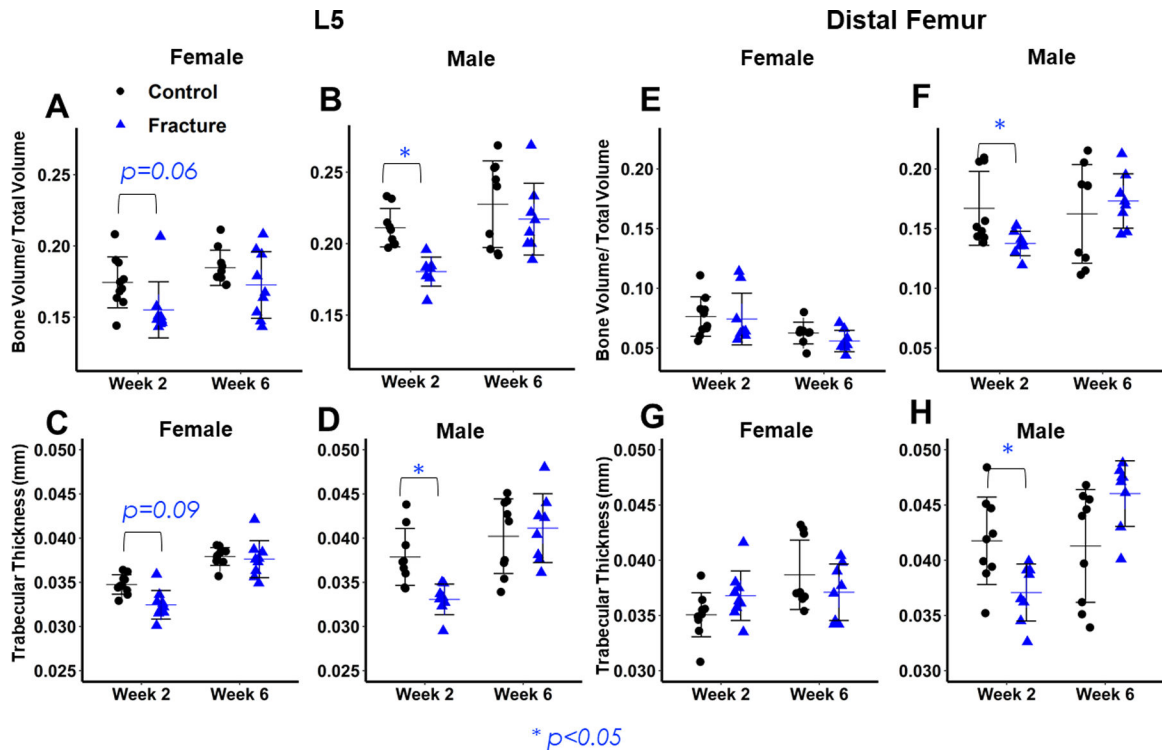 L5
Distal Femur
Female
Male
Female
Male
Control
Fracture
A
B
E
F
Bone Volume/ Total Volume
0.25
0.20
0.15
p=0.06
Week 2
Week 6
0.25
0.20
0.15
*
Week 2
Week 6
Bone Volume/ Total Volume
0.20
0.15
0.10
0.05
Week 2
Week 6
0.20
0.15
0.10
0.05
*
Week 2
Week 6
C
Female
D
Male
G
Female
H
Male
Trabecular Thickness (mm)
0.050
0.045
0.040
0.035
0.030
0.025
p=0.09
Week 2
Week 6
0.050
0.045
0.040
0.035
0.030
0.025
*
Week 2
Week 6
Trabecular Thickness (mm)
0.050
0.045
0.040
0.035
0.030
Week 2
Week 6
0.050
0.045
0.040
0.035
0.030
*
Week 2
Week 6
* p<0.05